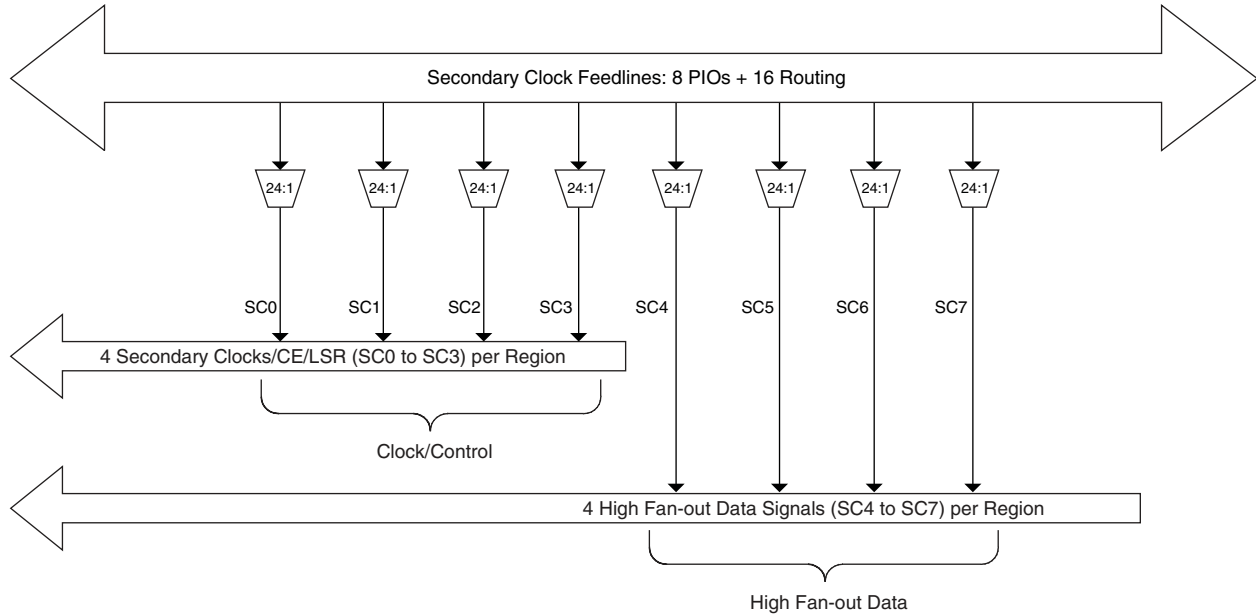 Secondary Clock Feedlines: 8 PIOs + 16 Routing
24:1
24:1
24:1
24:1
24:1
24:1
24:1
24:1
SC0
SC1
SC2
SC3
SC4
SC5
SC6
SC7
4 Secondary Clocks/CE/LSR (SC0 to SC3) per Region
Clock/Control
4 High Fan-out Data Signals (SC4 to SC7) per Region
High Fan-out Data